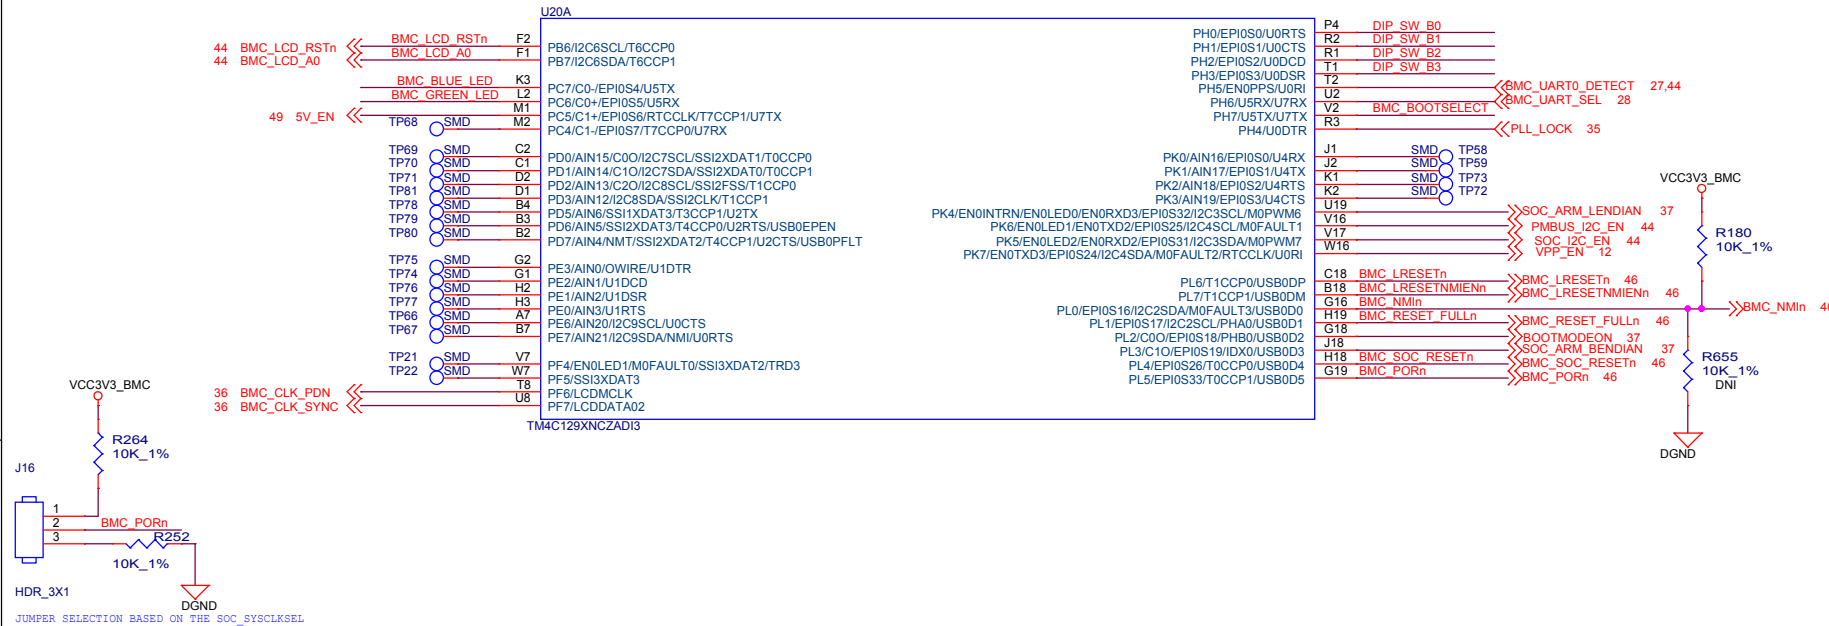 U20A
44 BMC_LCD_RSTn BMC_LCD_RSTn F2 PB6/I2C6SCL/T6CCP0
44 BMC_LCD_A0 BMC_LCD_A0 F1 PB7/I2C6SDA/T6CCP1
BMC_BLUE_LED K3 PC7/C0-/EPI0S4/U5TX
BMC_GREEN_LED L2 PC6/C0+/EPI0S5/U5RX
49 5V_EN M1 PC5/C1+/EPI0S6/RTCCLK/T7CCP1/U7TX
TP68 SMD M2 PC4/C1-/EPI0S7/T7CCP0/U7RX
TP69 SMD C2 PD0/AIN15/C0O/I2C7SCL/SSI2XDAT1/T0CCP0
TP70 SMD C1 PD1/AIN14/C1O/I2C7SDA/SSI2XDAT0/T0CCP1
TP71 SMD D2 PD2/AIN13/C2O/I2C8SCL/SSI2FSS/T1CCP0
TP81 SMD D1 PD3/AIN12/I2C8SDA/SSI2CLK/T1CCP1
TP78 SMD B4 PD5/AIN6/SSI1XDAT3/T3CCP1/U2TX
TP79 SMD B3 PD6/AIN5/SSI2XDAT3/T4CCP0/U2RTS/USB0EPEN
TP80 SMD B2 PD7/AIN4/NMT/SSI2XDAT2/T4CCP1/U2CTS/USB0PFLT
TP75 SMD G2 PE3/AIN0/OWIRE/U1DTR
TP74 SMD G1 PE2/AIN1/U1DCD
TP76 SMD H2 PE1/AIN2/U1DSR
TP77 SMD H3 PE0/AIN3/U1RTS
TP66 SMD A7 PE6/AIN20/I2C9SCL/U0CTS
TP67 SMD B7 PE7/AIN21/I2C9SDA/NMI/U0RTS
TP21 SMD V7 PF4/EN0LED1/M0FAULT0/SSI3XDAT2/TRD3
TP22 SMD W7 PF5/SSI3XDAT3
36 BMC_CLK_PDN T8 PF6/LCDMCLK
36 BMC_CLK_SYNC U8 PF7/LCDDATA02
PH0/EPI0S0/U0RTS P4 DIP_SW_B0
PH1/EPI0S1/U0CTS R2 DIP_SW_B1
PH2/EPI0S2/U0DCD R1 DIP_SW_B2
PH3/EPI0S3/U0DSR T1 DIP_SW_B3
PH5/EN0PPS/U0RI T2 BMC_UART0_DETECT 27,44
PH6/U5RX/U7RX U2 BMC_UART_SEL 28
PH7/U5TX/U7TX V2 BMC_BOOTSELECT
PH4/U0DTR R3 PLL_LOCK 35
PK0/AIN16/EPI0S0/U4RX J1 SMD TP58
PK1/AIN17/EPI0S1/U4TX J2 SMD TP59
PK2/AIN18/EPI0S2/U4RTS K1 SMD TP73
PK3/AIN19/EPI0S3/U4CTS K2 SMD TP72
PK4/EN0INTRN/EN0LED0/EN0RXD3/EPI0S32/I2C3SCL/M0PWM6 U19 SOC_ARM_LENDIAN 37
PK6/EN0LED1/EN0TXD2/EPI0S25/I2C4SCL/M0FAULT1 V16 PMBUS_I2C_EN 44
PK5/EN0LED2/EN0RXD2/EPI0S31/I2C3SDA/M0PWM7 V17 SOC_I2C_EN 44
PK7/EN0TXD3/EPI0S24/I2C4SDA/M0FAULT2/RTCCLK/U0RI W16 VPP_EN 12
PL6/T1CCP0/USB0DP C18 BMC_LRESETn BMC_LRESETn 46
PL7/T1CCP1/USB0DM B18 BMC_LRESETNMIENn BMC_LRESETNMIENn 46
PL0/EPI0S16/I2C2SDA/M0FAULT3/USB0D0 G16 BMC_NMIn BMC_NMIn
PL1/EPI0S17/I2C2SCL/PHA0/USB0D1 H19 BMC_RESET_FULLn BMC_RESET_FULLn 46
PL2/C0O/EPI0S18/PHB0/USB0D2 G18 BOOTMODEON 37
PL3/C1O/EPI0S19/IDX0/USB0D3 J18 SOC_ARM_BENDIAN 37
PL4/EPI0S26/T0CCP0/USB0D4 H18 BMC_SOC_RESETn BMC_SOC_RESETn 46
PL5/EPI0S33/T0CCP1/USB0D5 G19 BMC_PORn BMC_PORn 46
TM4C129XNCZADI3
VCC3V3_BMC
R180
10K_1%
R655
10K_1%
DNI
DGND
VCC3V3_BMC
R264
10K_1%
J16
1
2 BMC_PORn
3 R252
10K_1%
HDR_3X1
DGND
JUMPER SELECTION BASED ON THE SOC_SYSCLKSEL